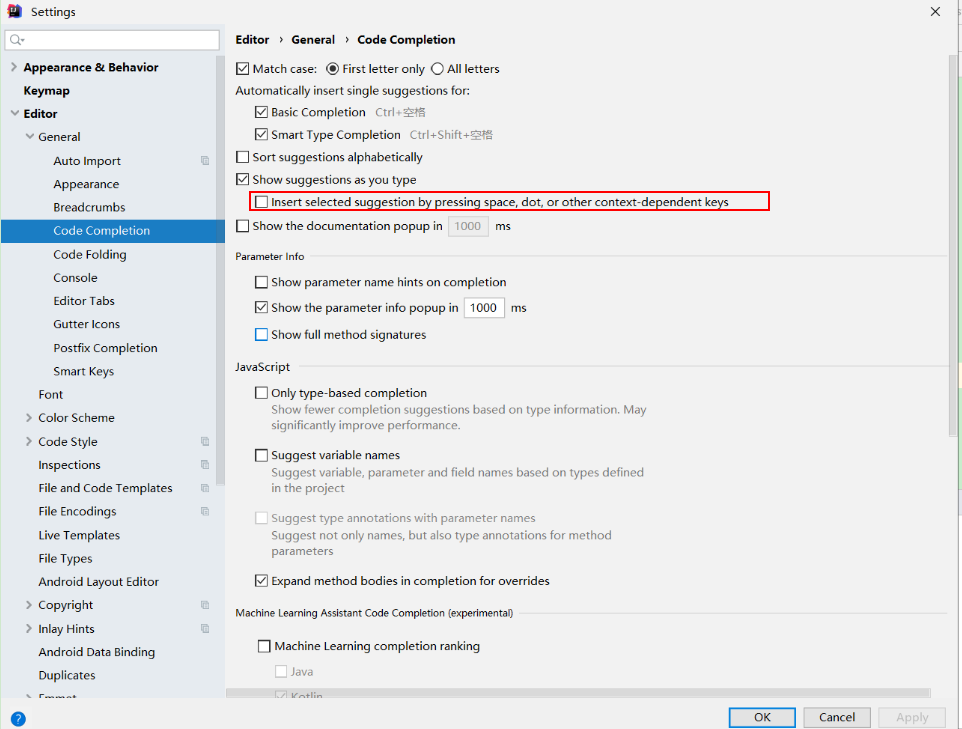 Settings
Appearance & Behavior
Keymap
Editor
General
Auto Import
Appearance
Breadcrumbs
Code Completion
Code Folding
Console
Editor Tabs
Gutter Icons
Postfix Completion
Smart Keys
Font
Color Scheme
Code Style
Inspections
File and Code Templates
File Encodings
Live Templates
File Types
Android Layout Editor
Copyright
Inlay Hints
Android Data Binding
Duplicates
Emmet
Editor › General › Code Completion
Match case: First letter only All letters
Automatically insert single suggestions for:
Basic Completion Ctrl+空格
Smart Type Completion Ctrl+Shift+空格
Sort suggestions alphabetically
Show suggestions as you type
Insert selected suggestion by pressing space, dot, or other context-dependent keys
Show the documentation popup in 1000 ms
Parameter Info
Show parameter name hints on completion
Show the parameter info popup in 1000 ms
Show full method signatures
JavaScript
Only type-based completion
Show fewer completion suggestions based on type information. May
significantly improve performance.
Suggest variable names
Suggest variable, parameter and field names based on types defined
in the project
Suggest type annotations with parameter names
Suggest not only names, but also type annotations for method
parameters
Expand method bodies in completion for overrides
Machine Learning Assistant Code Completion (experimental)
Machine Learning completion ranking
Java
Kotlin
?
OK Cancel Apply